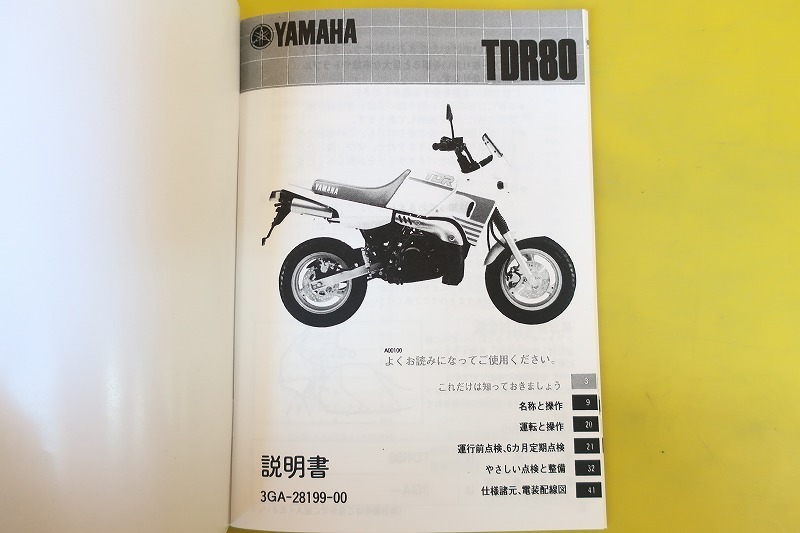 YAMAHA
TDR80
TDR
YAMAHA
A00100
よくお読みになってご使用ください。
これだけは知っておきましょう 3
名称と操作 9
運転と操作 20
運行前点検、6カ月定期点検 21
やさしい点検と整備 32
仕様諸元、電装配線図 41
説明書
3GA-28199-00